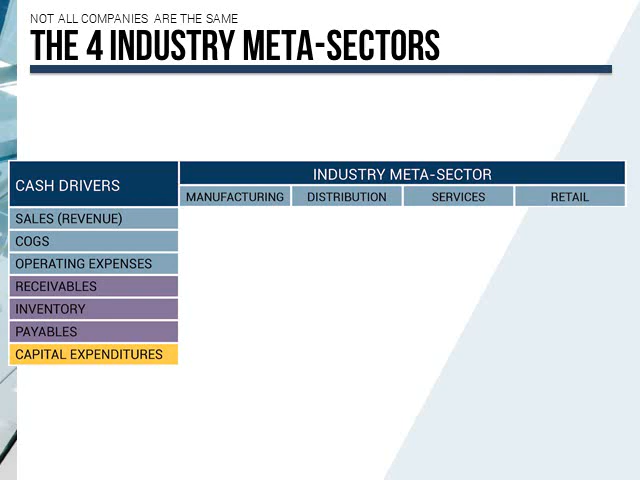 NOT ALL COMPANIES ARE THE SAME
THE 4 INDUSTRY META-SECTORS
CASH DRIVERS
INDUSTRY META-SECTOR
MANUFACTURING DISTRIBUTION SERVICES RETAIL
SALES (REVENUE)
COGS
OPERATING EXPENSES
RECEIVABLES
INVENTORY
PAYABLES
CAPITAL EXPENDITURES